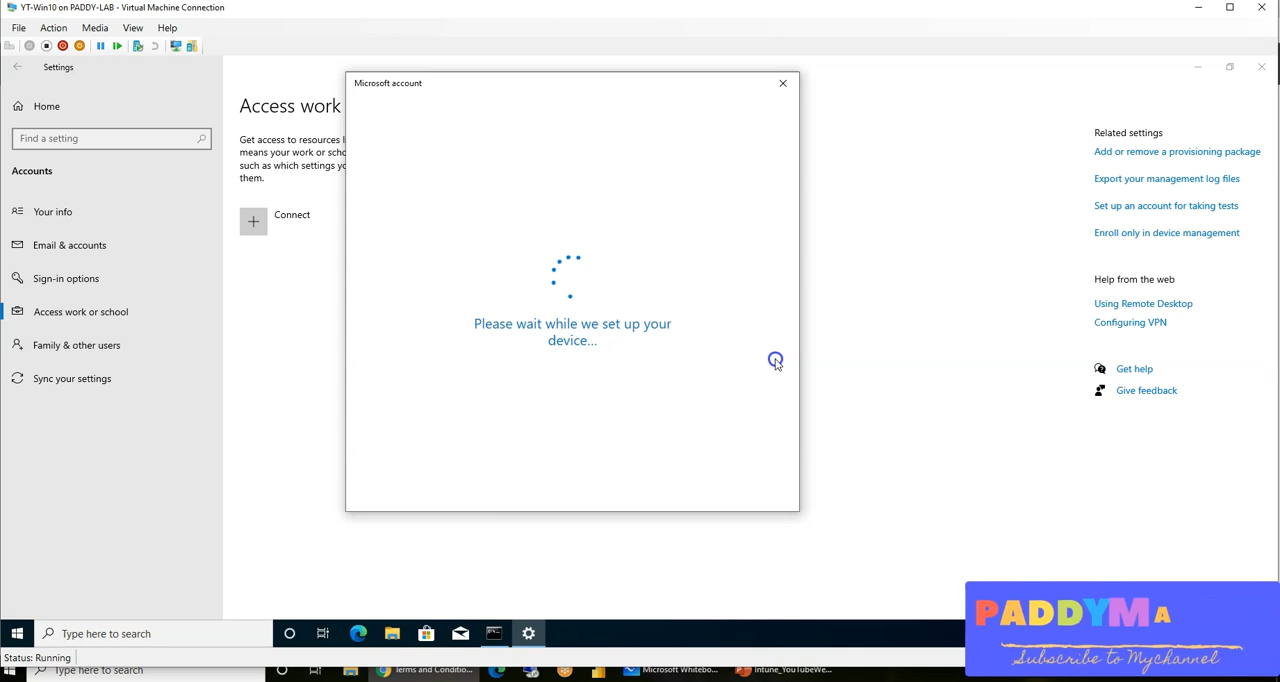 YT-Win10 on PADDY-LAB - Virtual Machine Connection
File Action Media View Help
Settings
Home
Find a setting
Accounts
Your info
Email & accounts
Sign-in options
Access work or school
Family & other users
Sync your settings
Access work
Get access to resources l
means your work or scho
such as which settings yo
them.
Connect
Microsoft account
Please wait while we set up your
device...
Related settings
Add or remove a provisioning package
Export your management log files
Set up an account for taking tests
Enroll only in device management
Help from the web
Using Remote Desktop
Configuring VPN
Get help
Give feedback
PADDYMa
Subscribe to Mychannel
Type here to search
Status: Running
Type here to search
Terms and Conditio...
Microsoft Whitebo...
Intune_YouTubeWe...